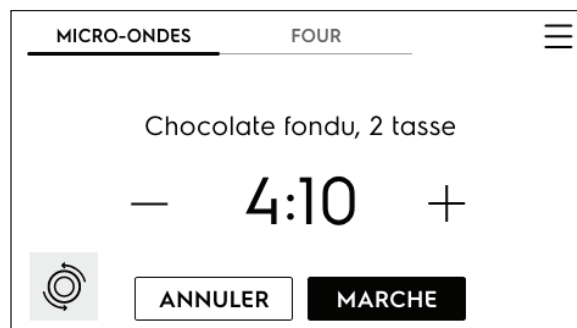 MICRO-ONDES FOUR
Chocolate fondu, 2 tasse
— 4:10 +
ANNULER MARCHE